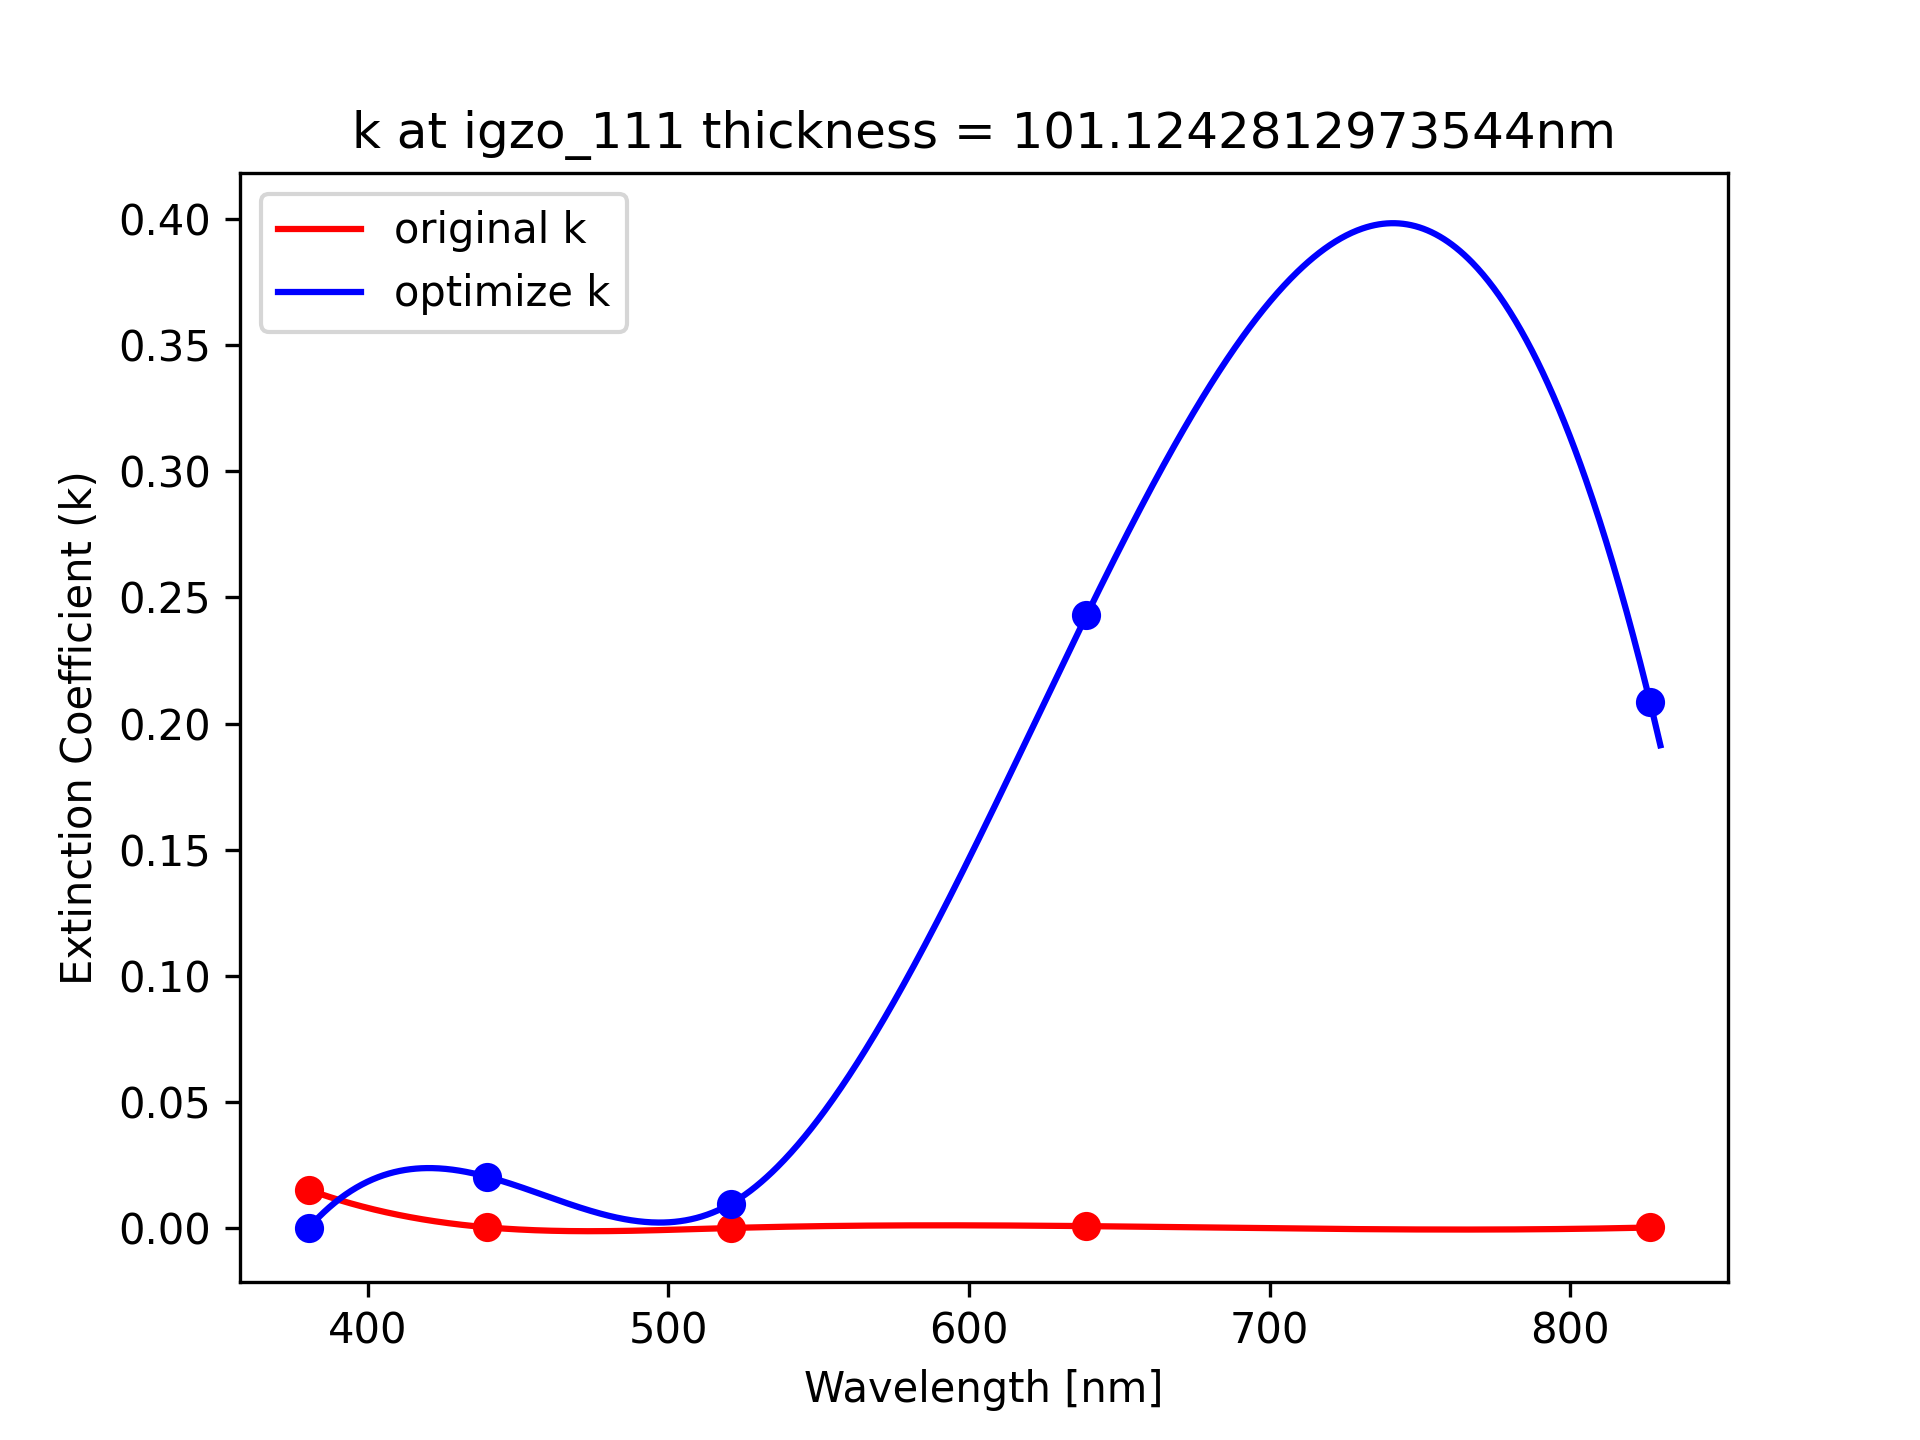 k at igzo_111 thickness = 101.1242812973544nm
original k
optimize k
Extinction Coefficient (k)
0.40
0.35
0.30
0.25
0.20
0.15
0.10
0.05
0.00
400 500 600 700 800
Wavelength [nm]